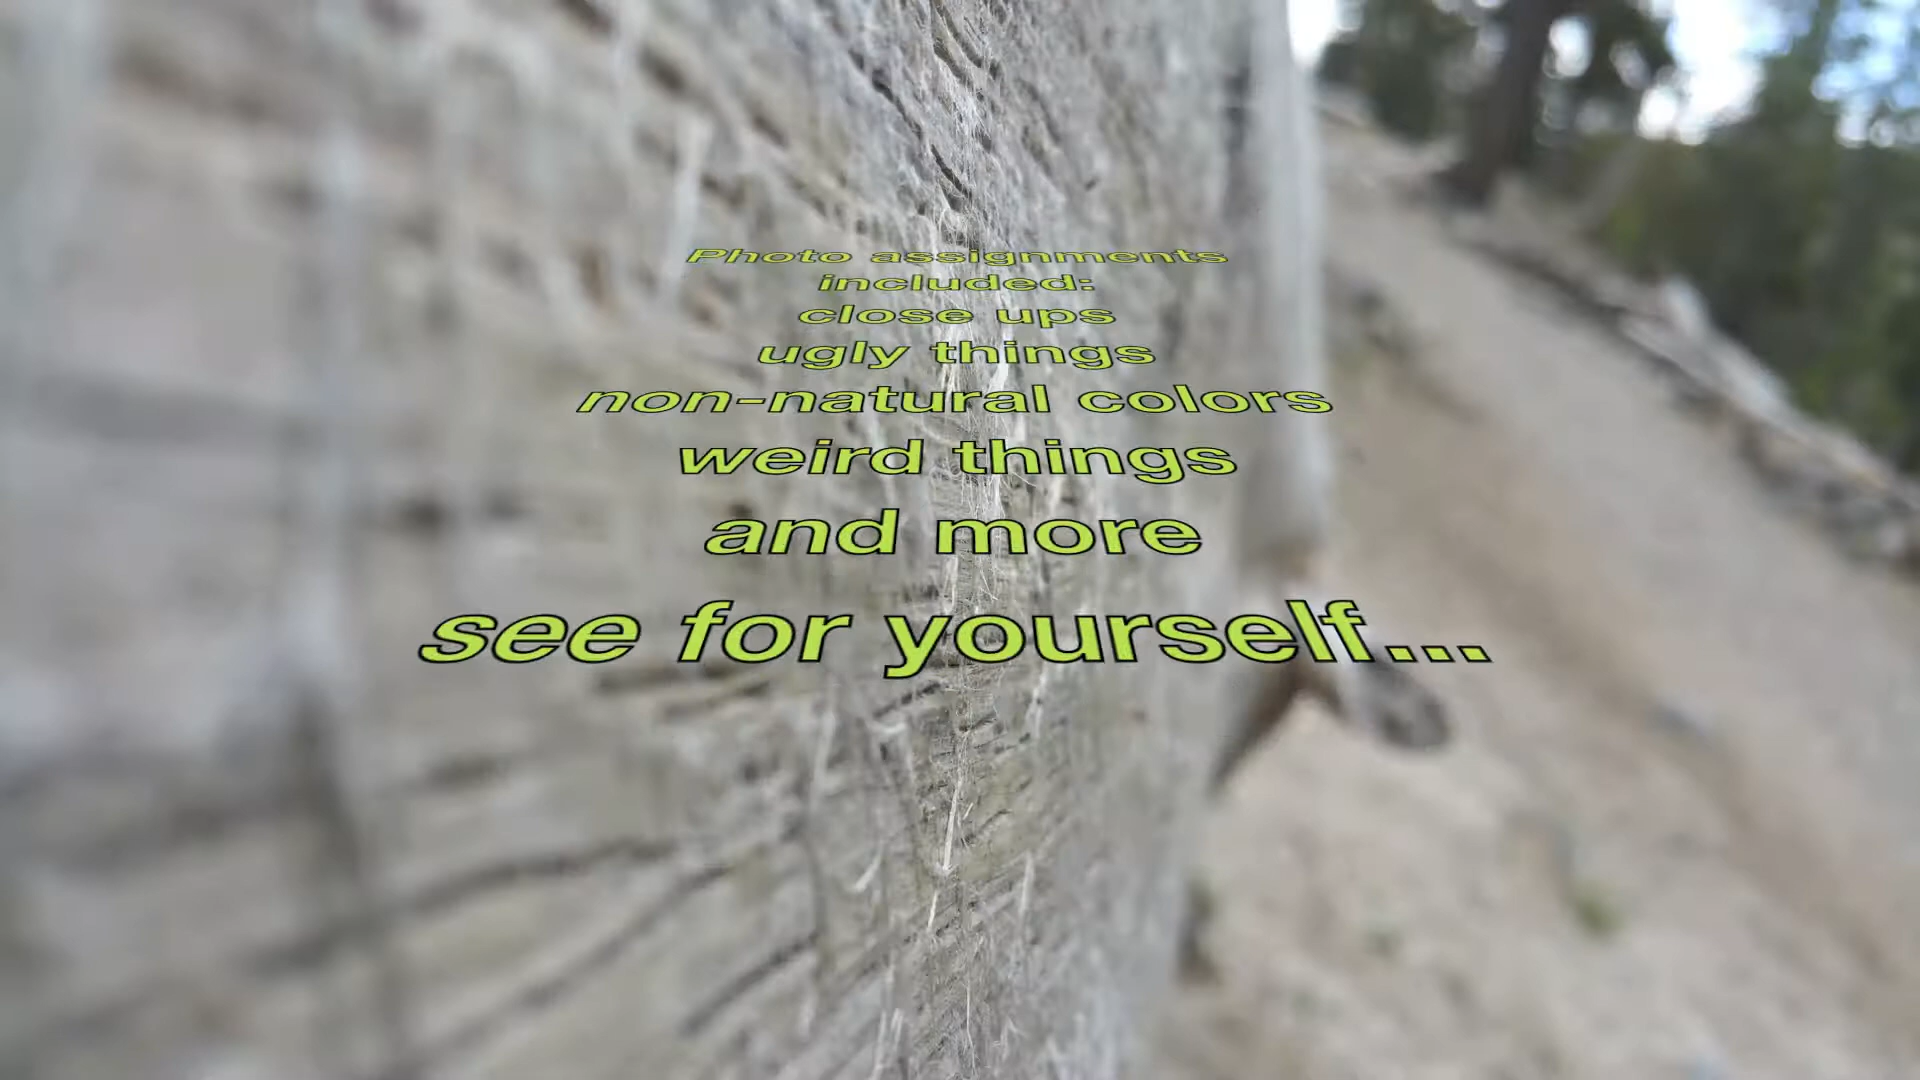 Photo assignments
included:
close ups
ugly things
non-natural colors
weird things
and more
see for yourself...